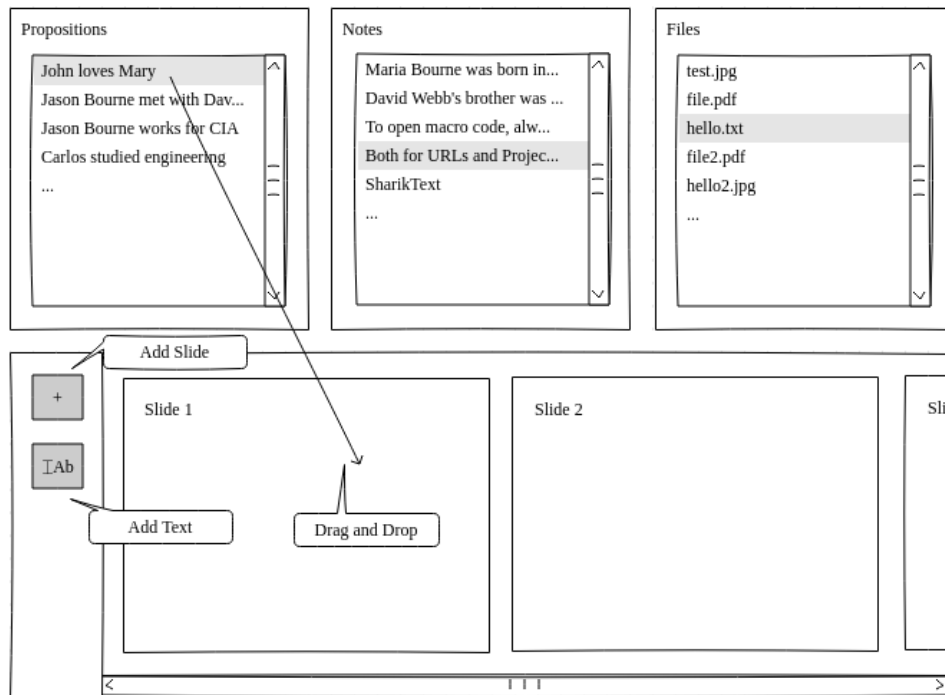 Propositions
John loves Mary
Jason Bourne met with Dav...
Jason Bourne works for CIA
Carlos studied engineering
...
Notes
Maria Bourne was born in...
David Webb's brother was ...
To open macro code, alw...
Both for URLs and Projec...
SharikText
...
Files
test.jpg
file.pdf
hello.txt
file2.pdf
hello2.jpg
...
Add Slide
+
Ab
Add Text
Slide 1
Drag and Drop
Slide 2
Sli